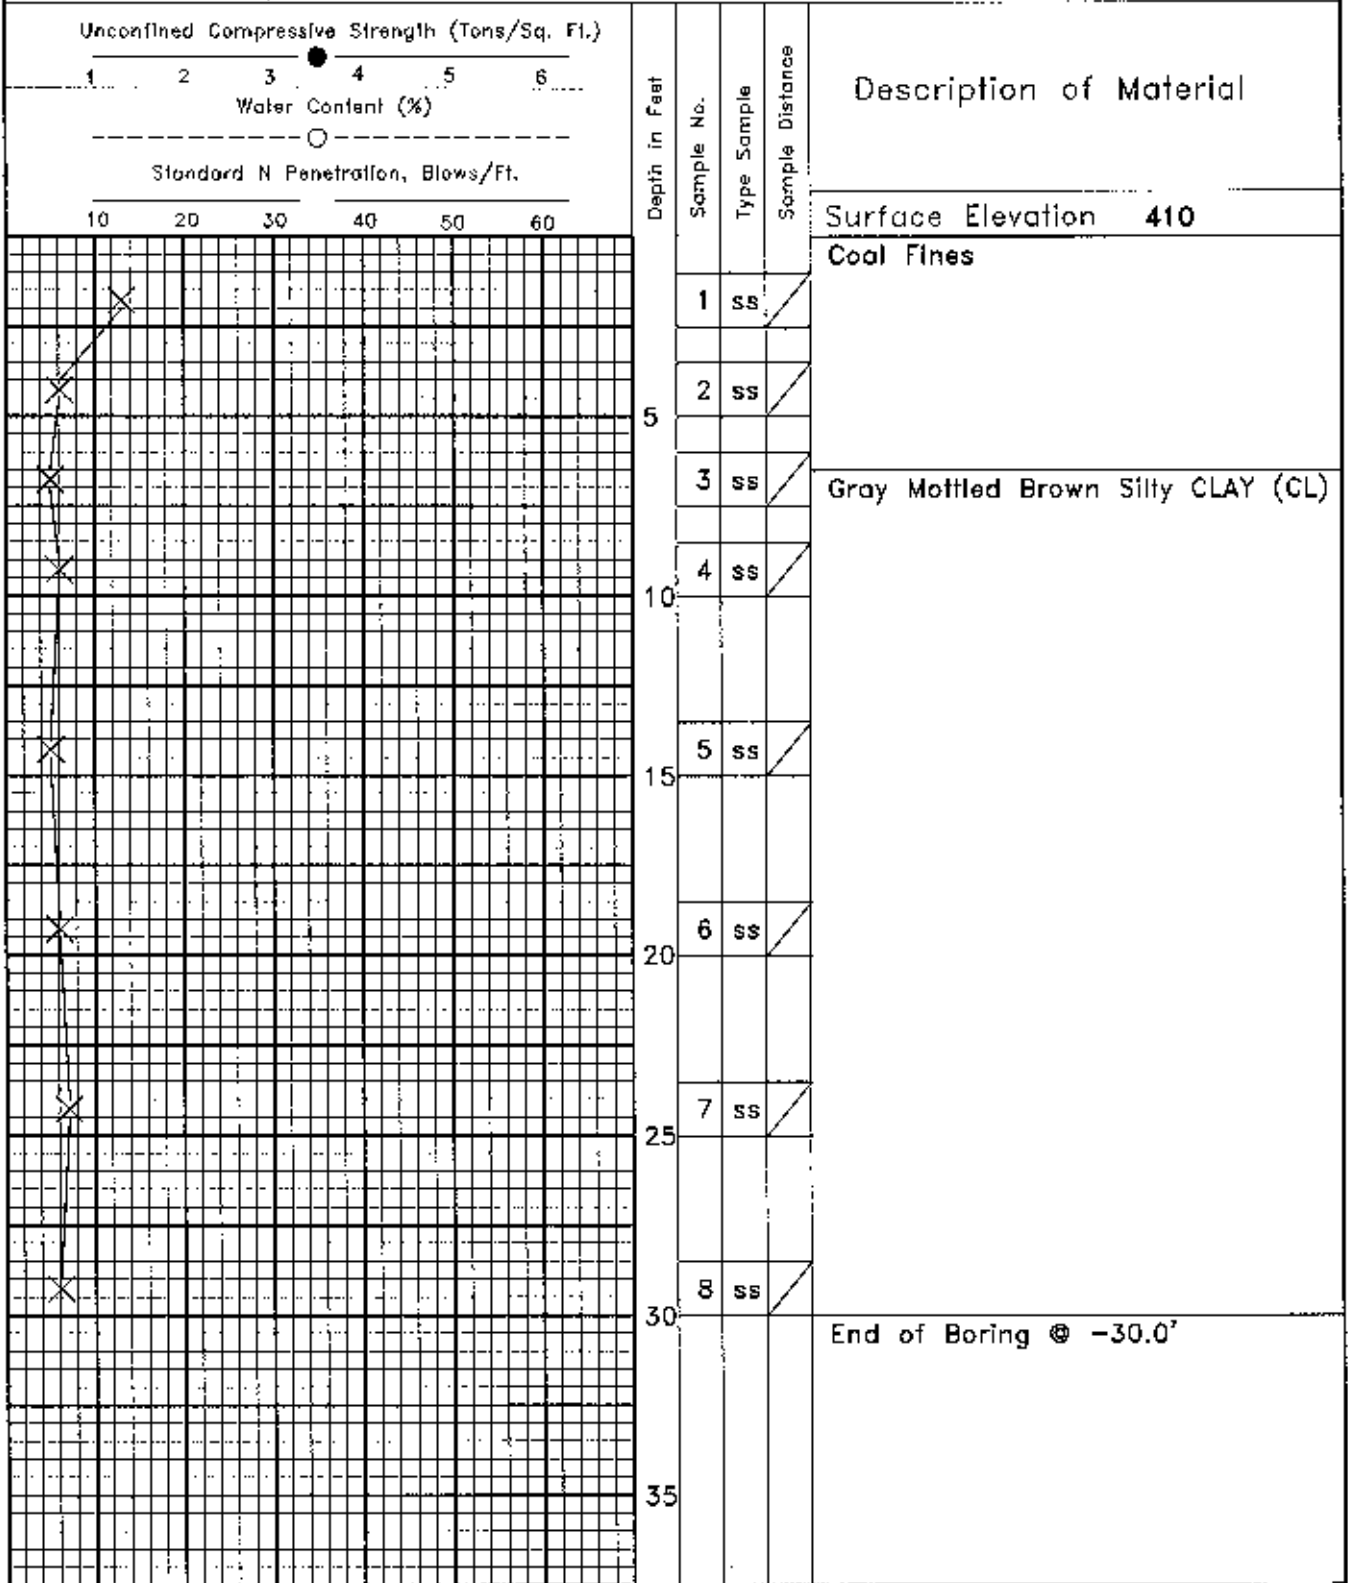 Unconfined Compressive Strength (Tons/Sq. Ft.)
1 2 3 4 5 6
Water Content (%)
Standard N Penetration, Blows/Ft.
10 20 30 40 50 60
Depth in Feet
Sample No.
Type Sample
Sample Distance
Description of Material
Surface Elevation 410
Coal Fines
1 ss
2 ss
5
3 ss
Gray Mottled Brown Silty CLAY (CL)
4 ss
10
5 ss
15
6 ss
20
7 ss
25
8 ss
30
End of Boring @ -30.0'
35